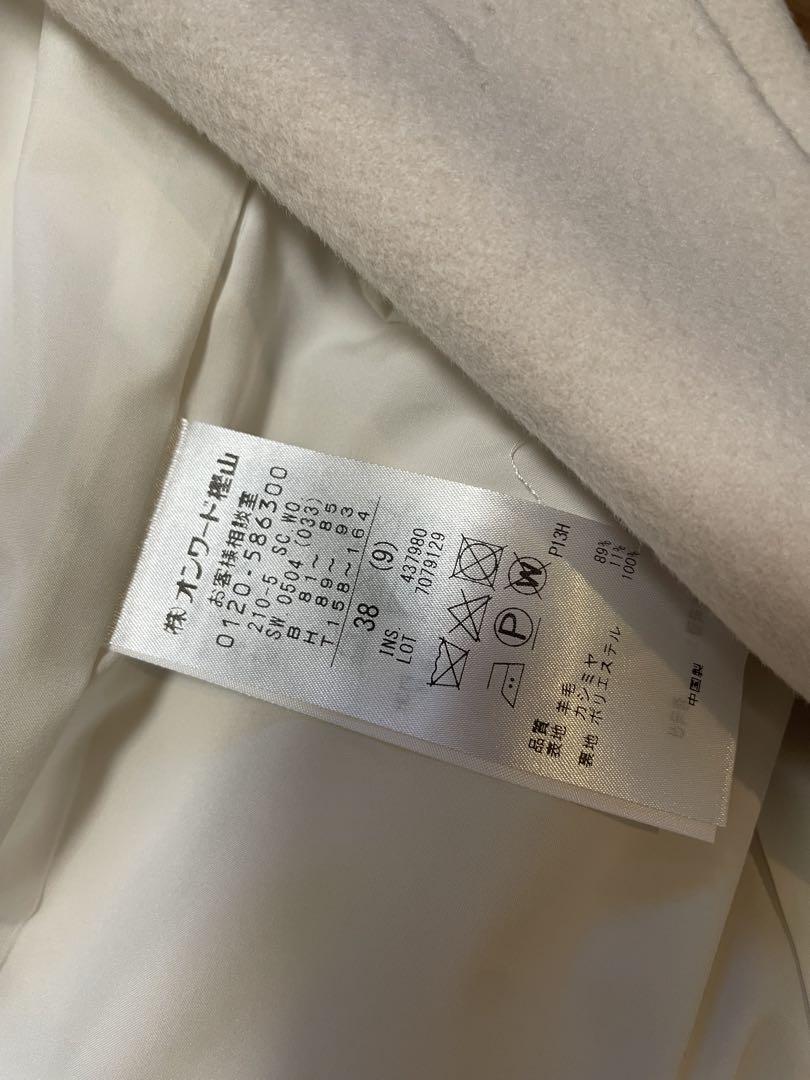 (株)オンワード樫山
お客様相談室
0120-586300
210-5 SC WO
SW 0504 (033)
B 81～ 85
H 89～ 93
T 158～164
38 (9)
INS 437980
LOT 7079129
P
W
P13H
品質
表地 羊毛 89%
カシミヤ 11%
裏地 ポリエステル 100%
中国製